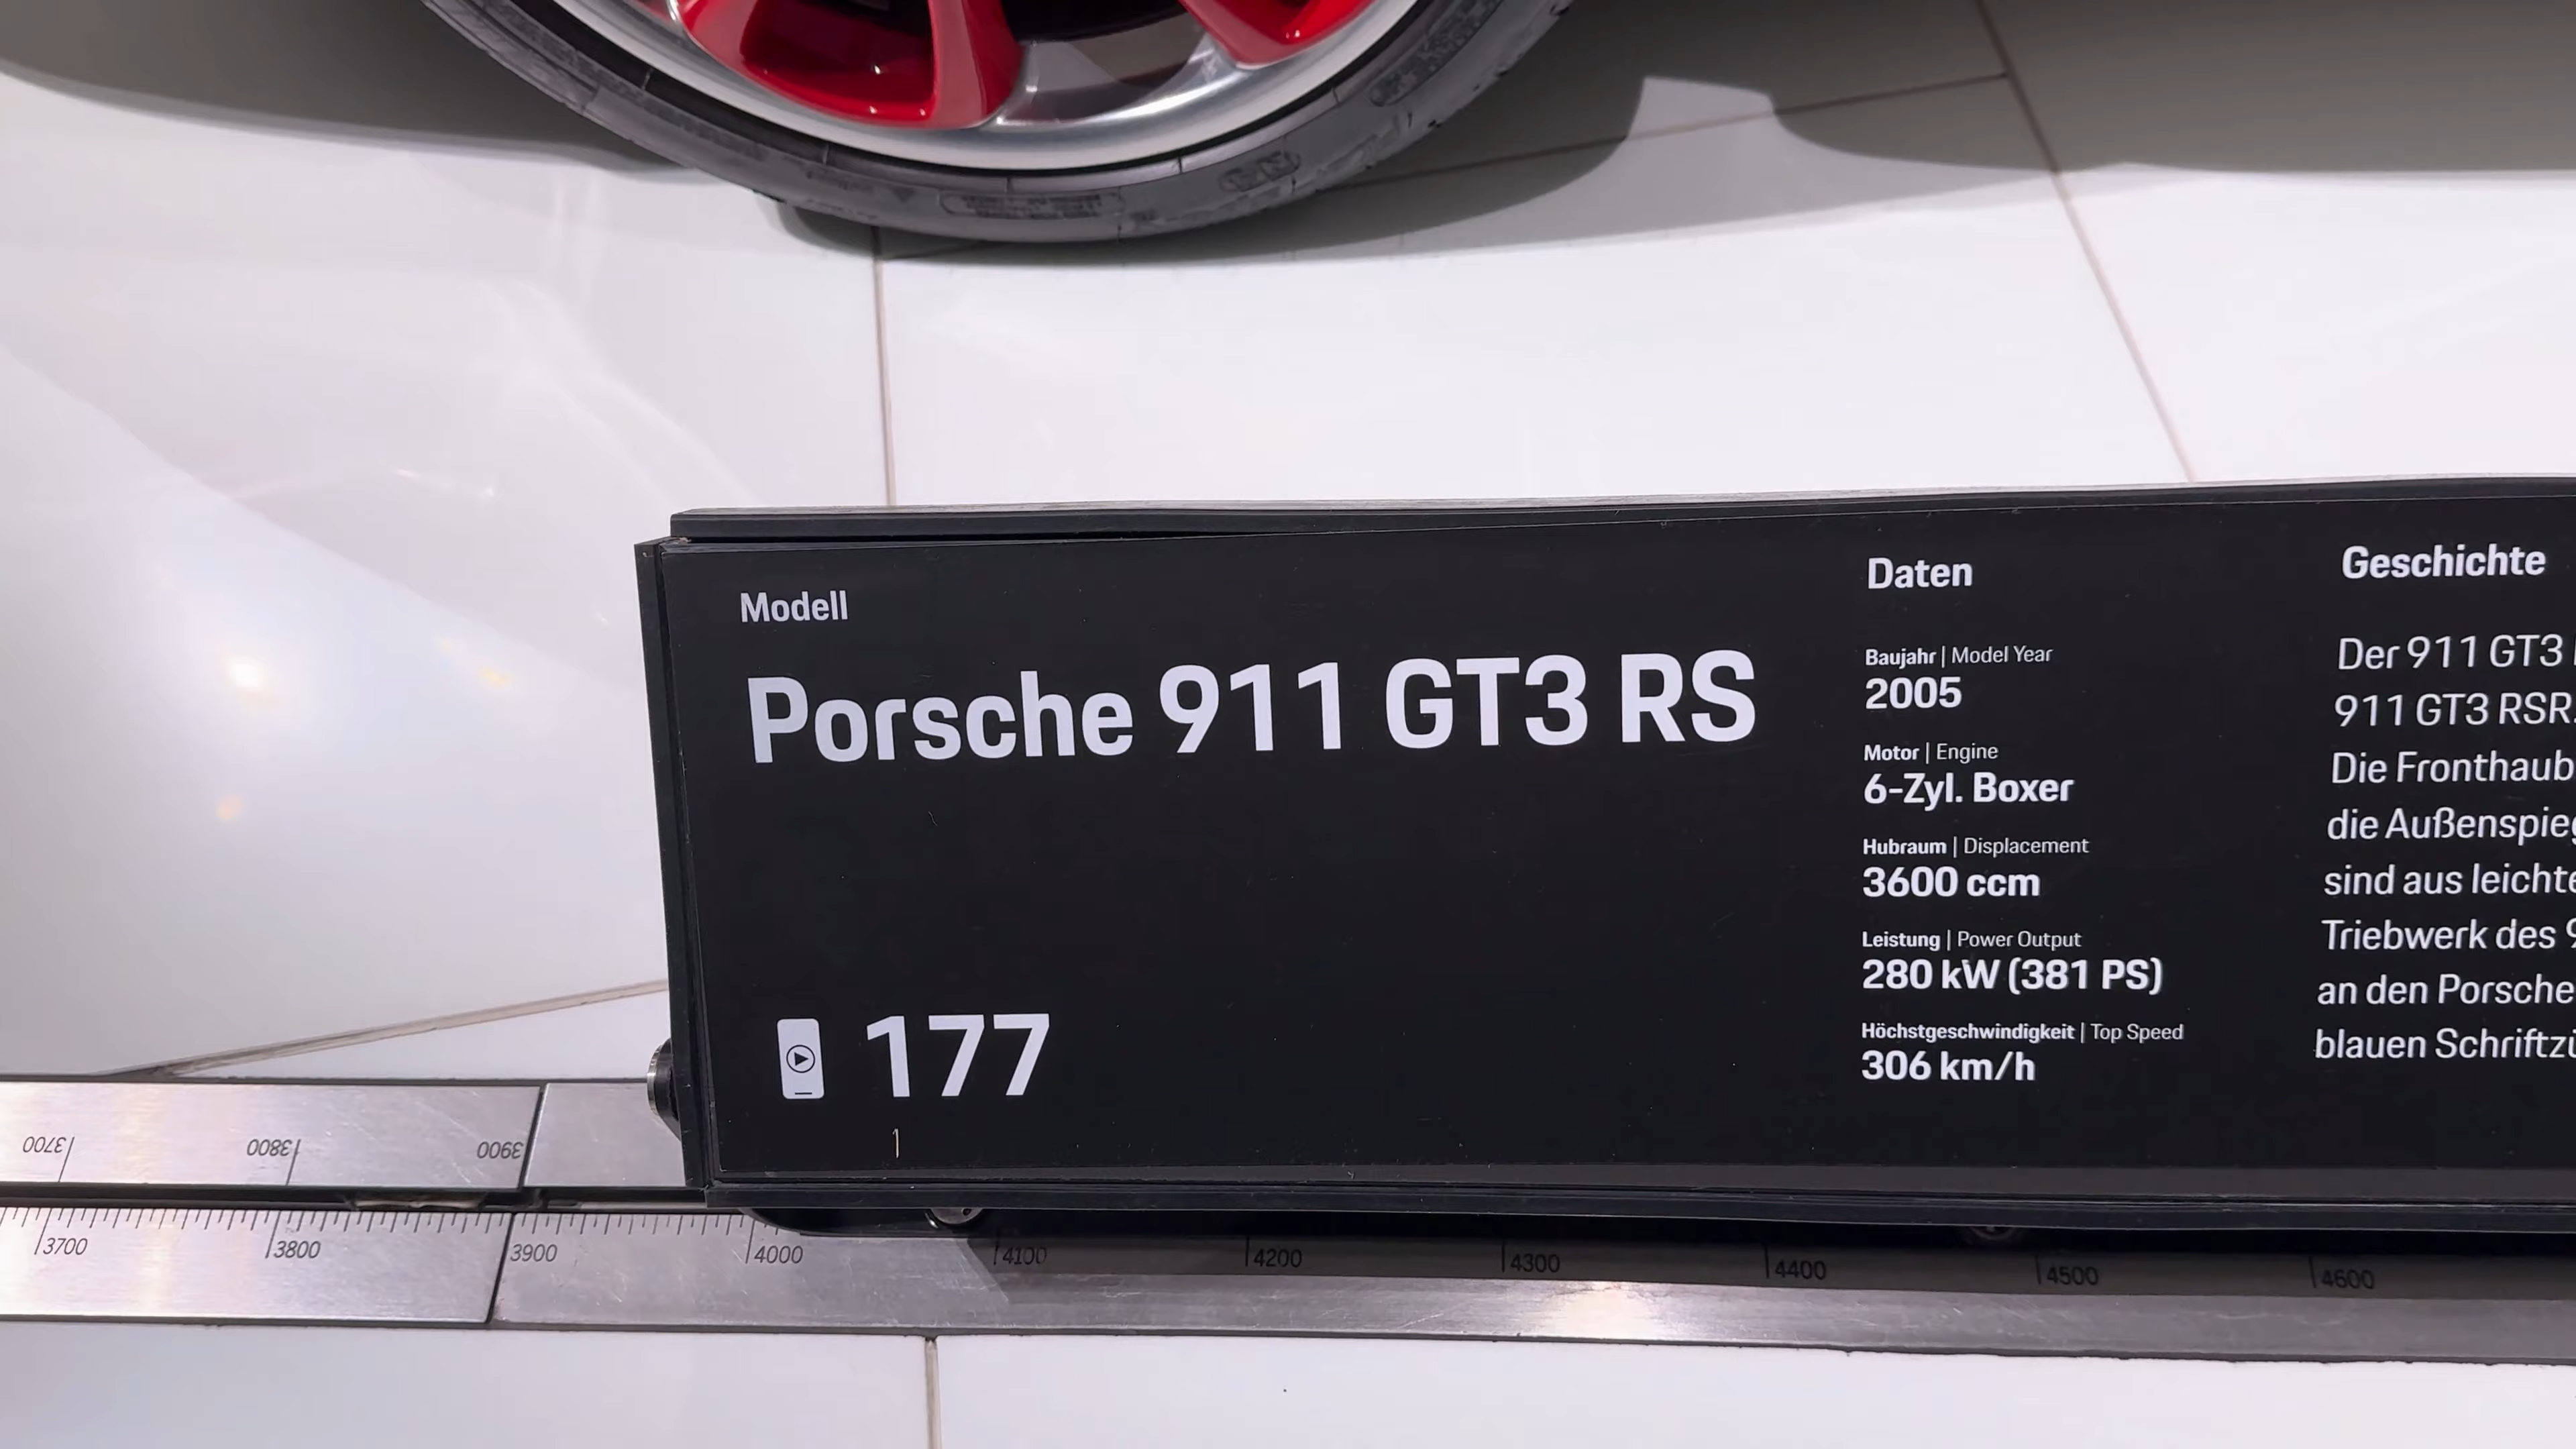 Modell
Porsche 911 GT3 RS
177
Daten
Baujahr | Model Year
2005
Motor | Engine
6-Zyl. Boxer
Hubraum | Displacement
3600 ccm
Leistung | Power Output
280 kW (381 PS)
Höchstgeschwindigkeit | Top Speed
306 km/h
Geschichte
Der 911 GT3
911 GT3 RSR.
Die Fronthaub
die Außenspieg
sind aus leichte
Triebwerk des 9
an den Porsche
blauen Schriftzü
3700 3800 3900
3700 3800 3900 4000 4100 4200 4300 4400 4500 4600